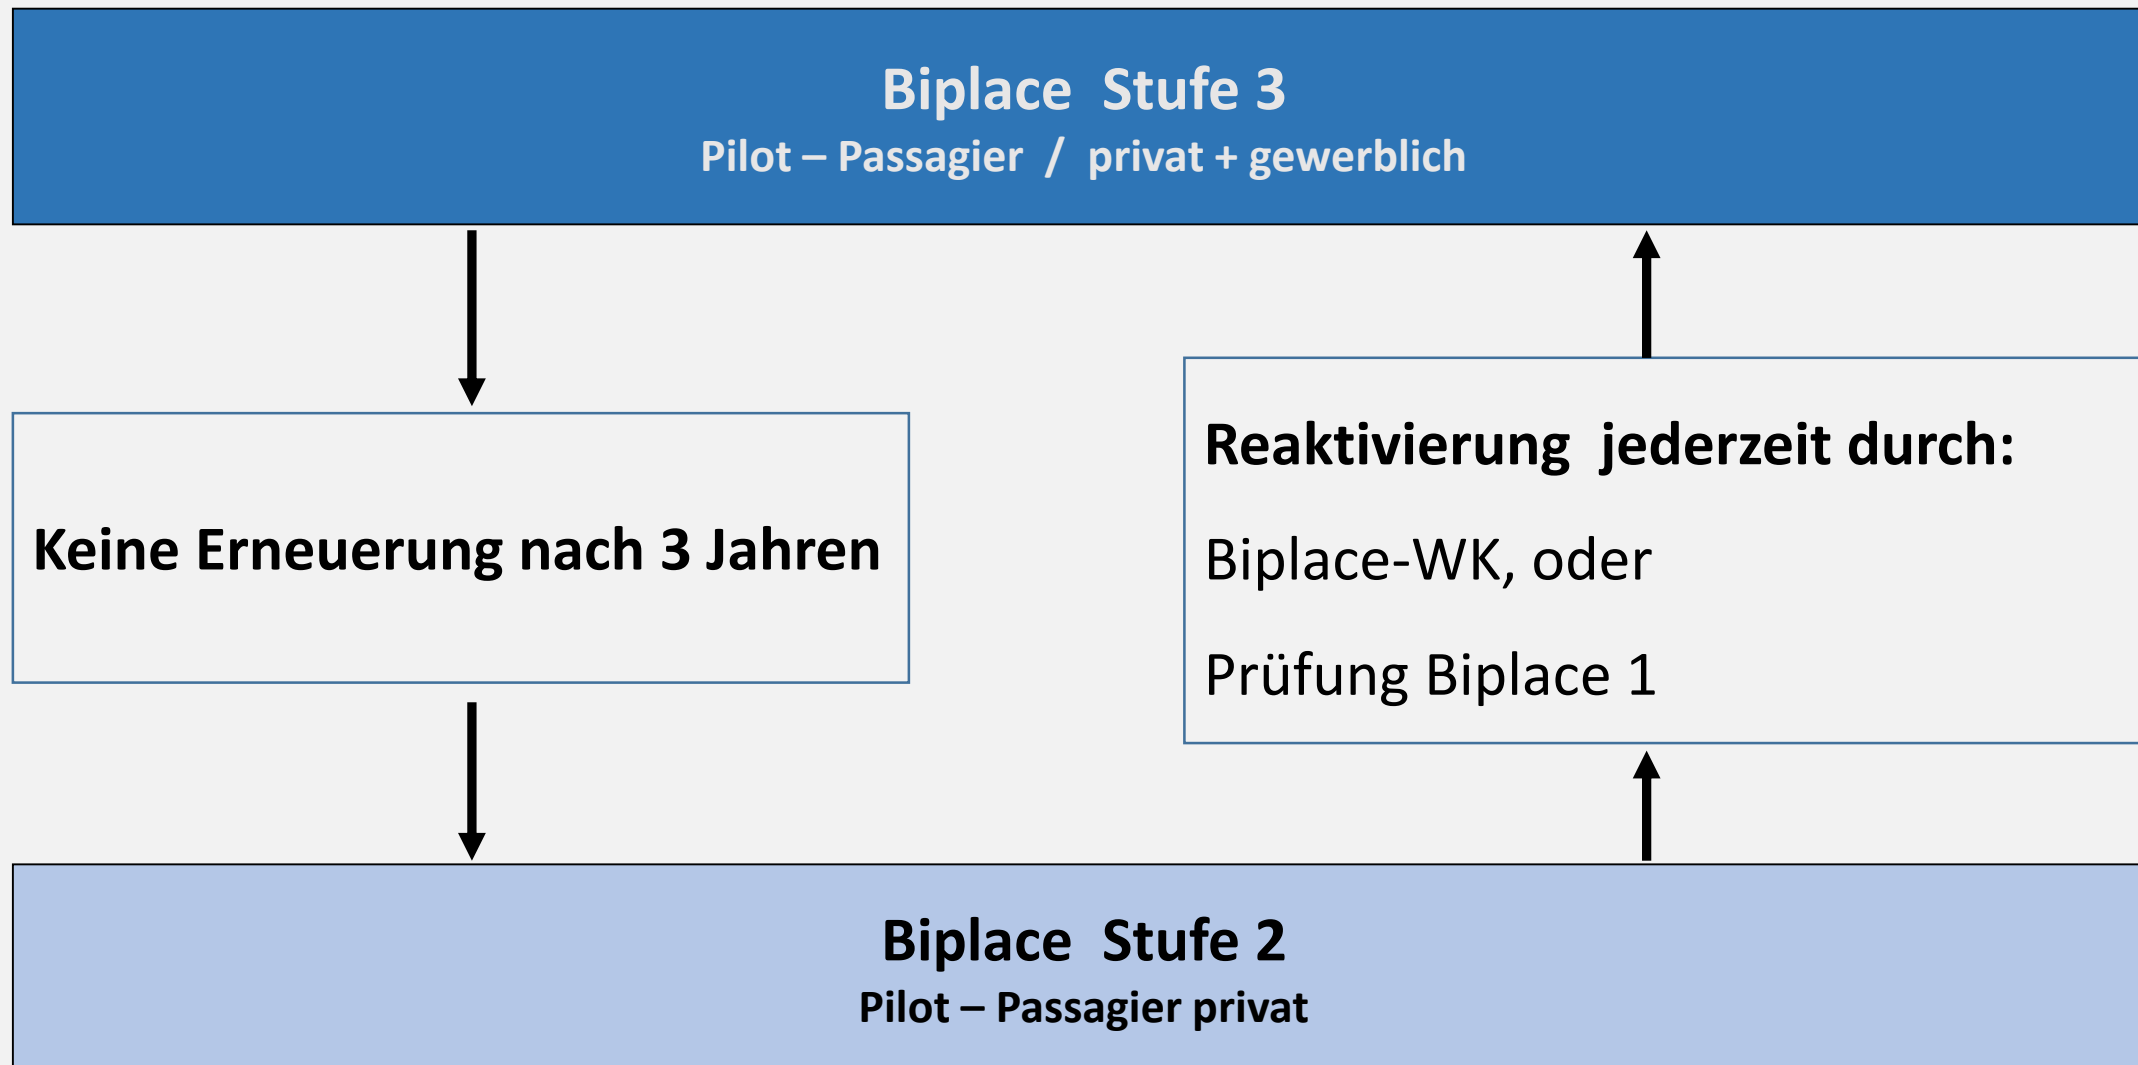 Biplace  Stufe 3
Pilot – Passagier  /  privat + gewerblich
Keine Erneuerung nach 3 Jahren
Reaktivierung  jederzeit durch:
Biplace-WK, oder
Prüfung Biplace 1
Biplace  Stufe 2
Pilot – Passagier privat